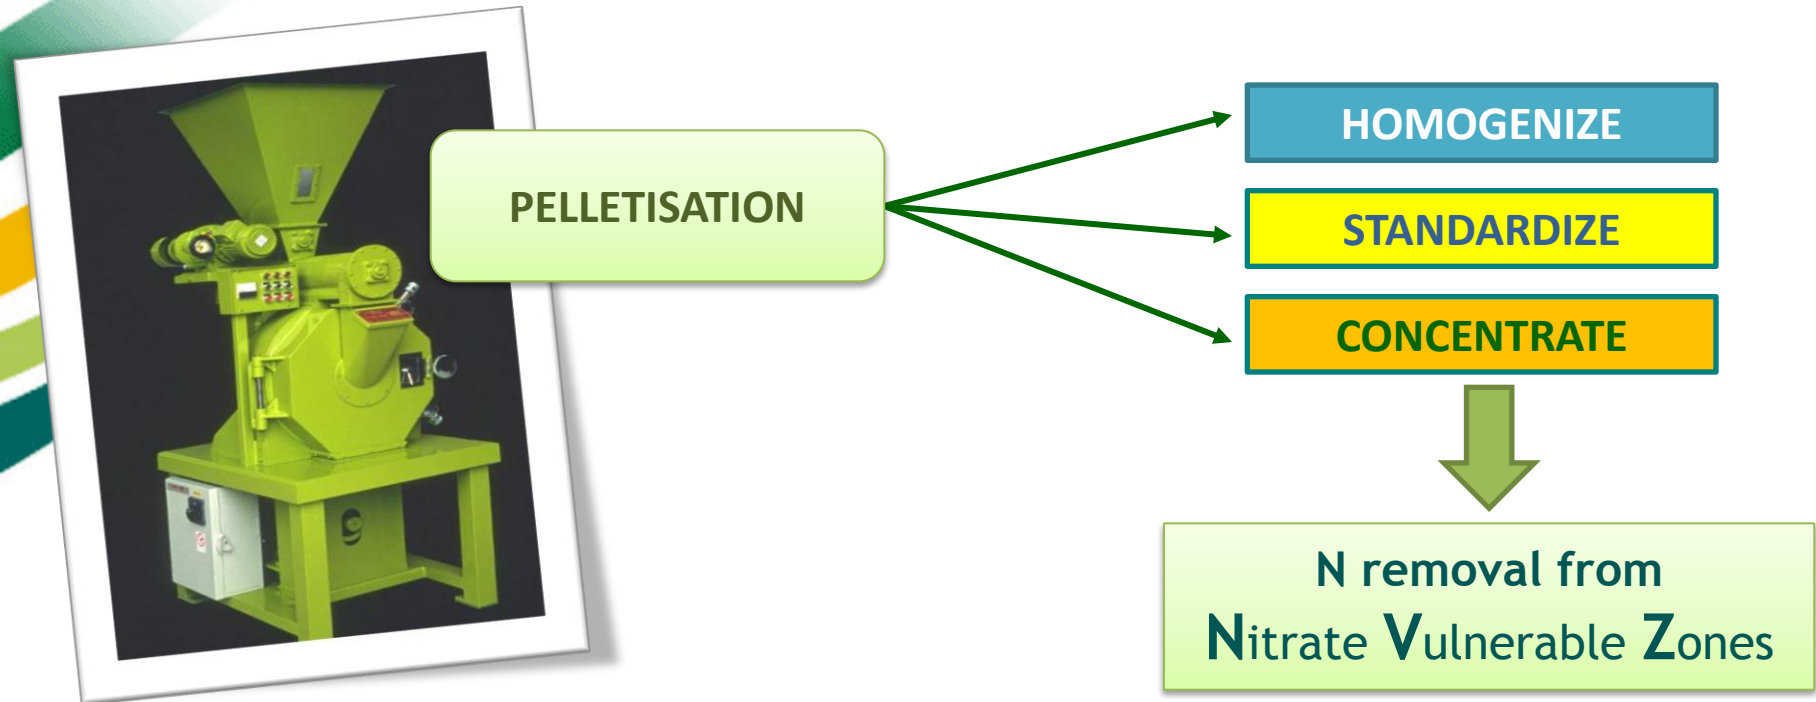 PELLETISATION
HOMOGENIZE
STANDARDIZE
CONCENTRATE
N removal from
Nitrate Vulnerable Zones